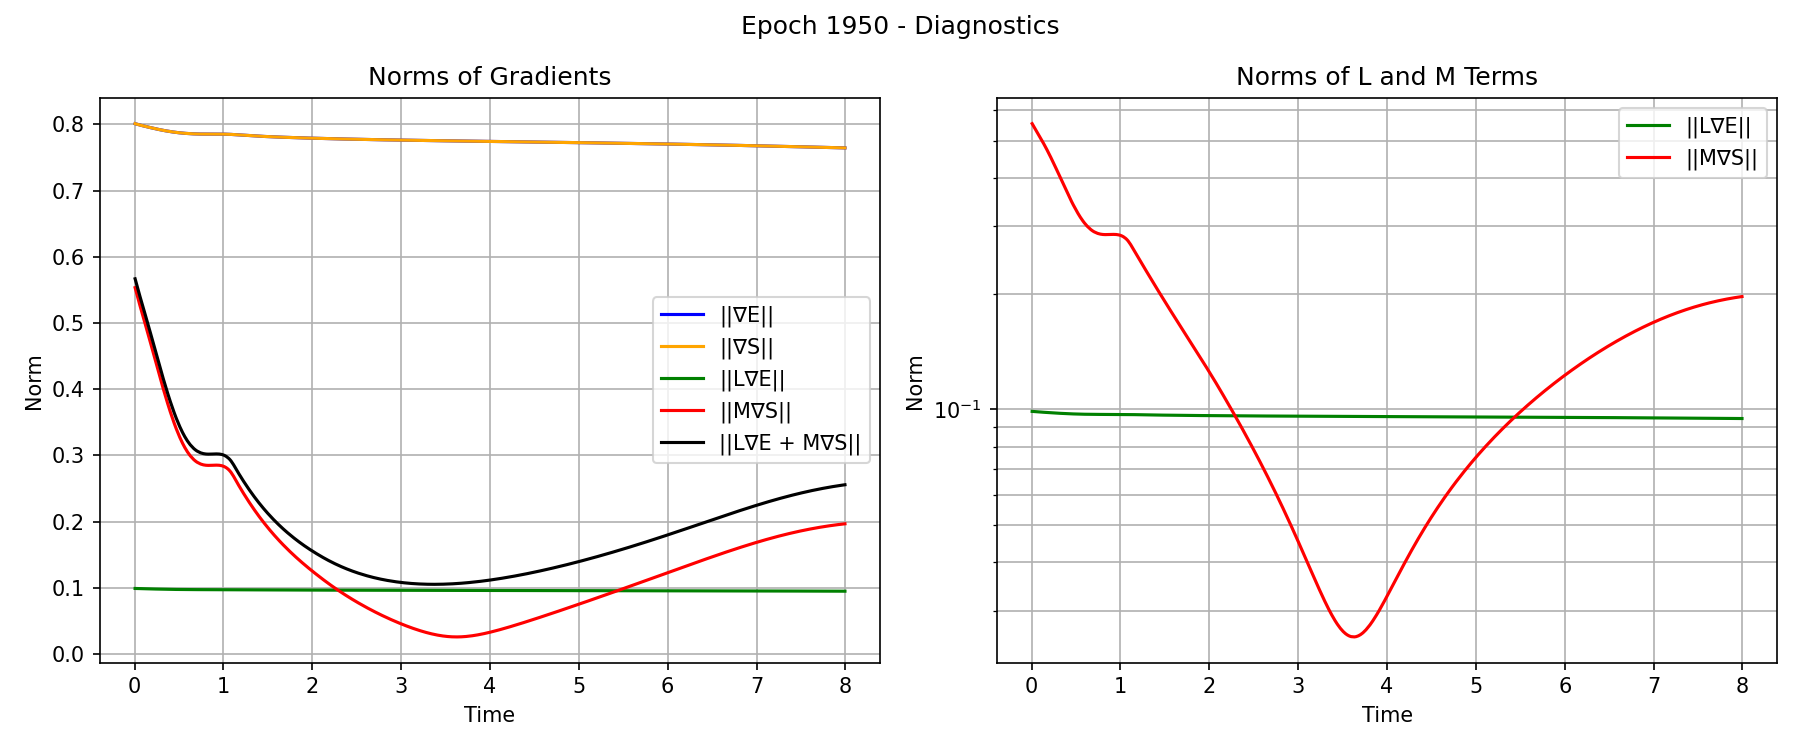 Epoch 1950 - Diagnostics
Norms of Gradients
Norm
0.8
0.7
0.6
0.5
0.4
0.3
0.2
0.1
0.0
||∇E||
||∇S||
||L∇E||
||M∇S||
||L∇E + M∇S||
0 1 2 3 4 5 6 7 8
Time
Norms of L and M Terms
Norm
10⁻¹
||L∇E||
||M∇S||
0 1 2 3 4 5 6 7 8
Time